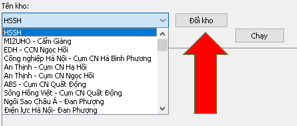 Tên kho:
HSSH
Đổi kho
HSSH
MIZUHO - Cẩm Giàng
EDH - CCN Ngọc Hồi
Công nghiệp Hà Nội - Cụm CN Hà Bình Phương
An Thịnh - Cụm CN Hạ Hồi
An Thịnh - Cụm CN Ngọc Hồi
ABS - Cụm CN Quất Động
Sông Hồng Việt - Cụm CN Quất Động
Ngôi Sao Châu Á - Đan Phượng
Điện lực Hà Nội- Đan Phượng
Chạy